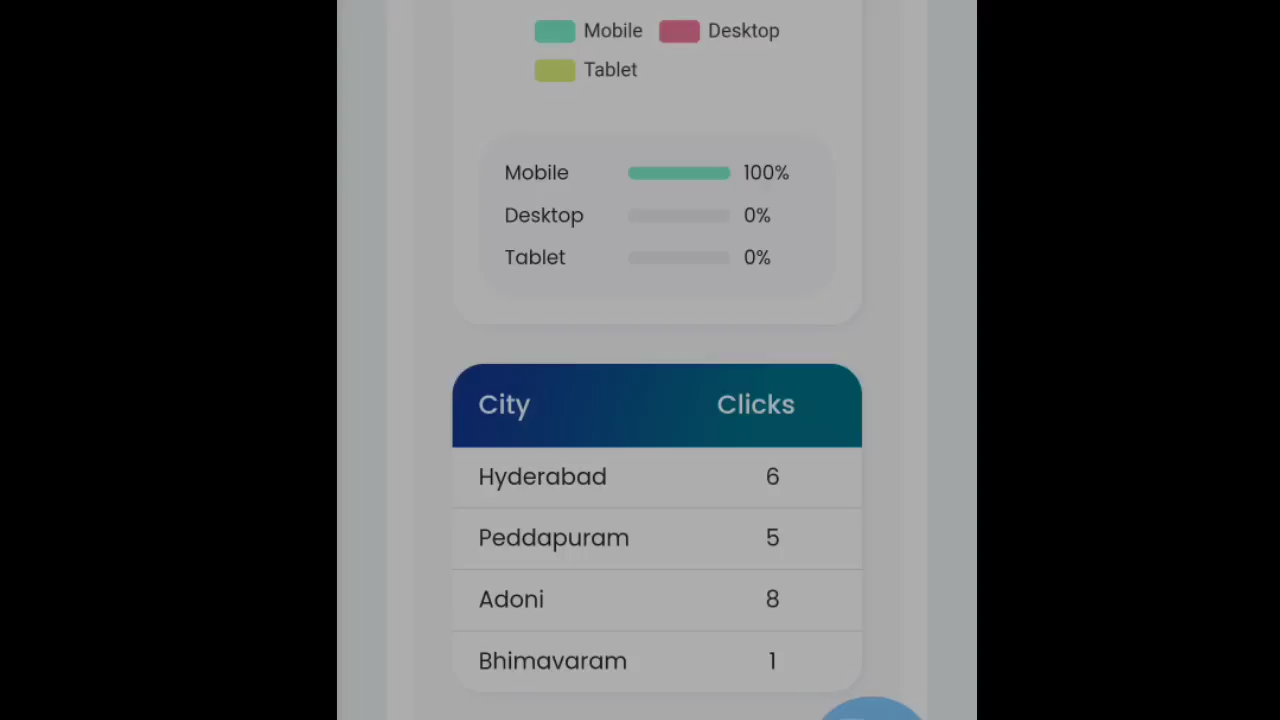 Mobile Desktop
Tablet
Mobile 100%
Desktop 0%
Tablet 0%
City Clicks
Hyderabad 6
Peddapuram 5
Adoni 8
Bhimavaram 1